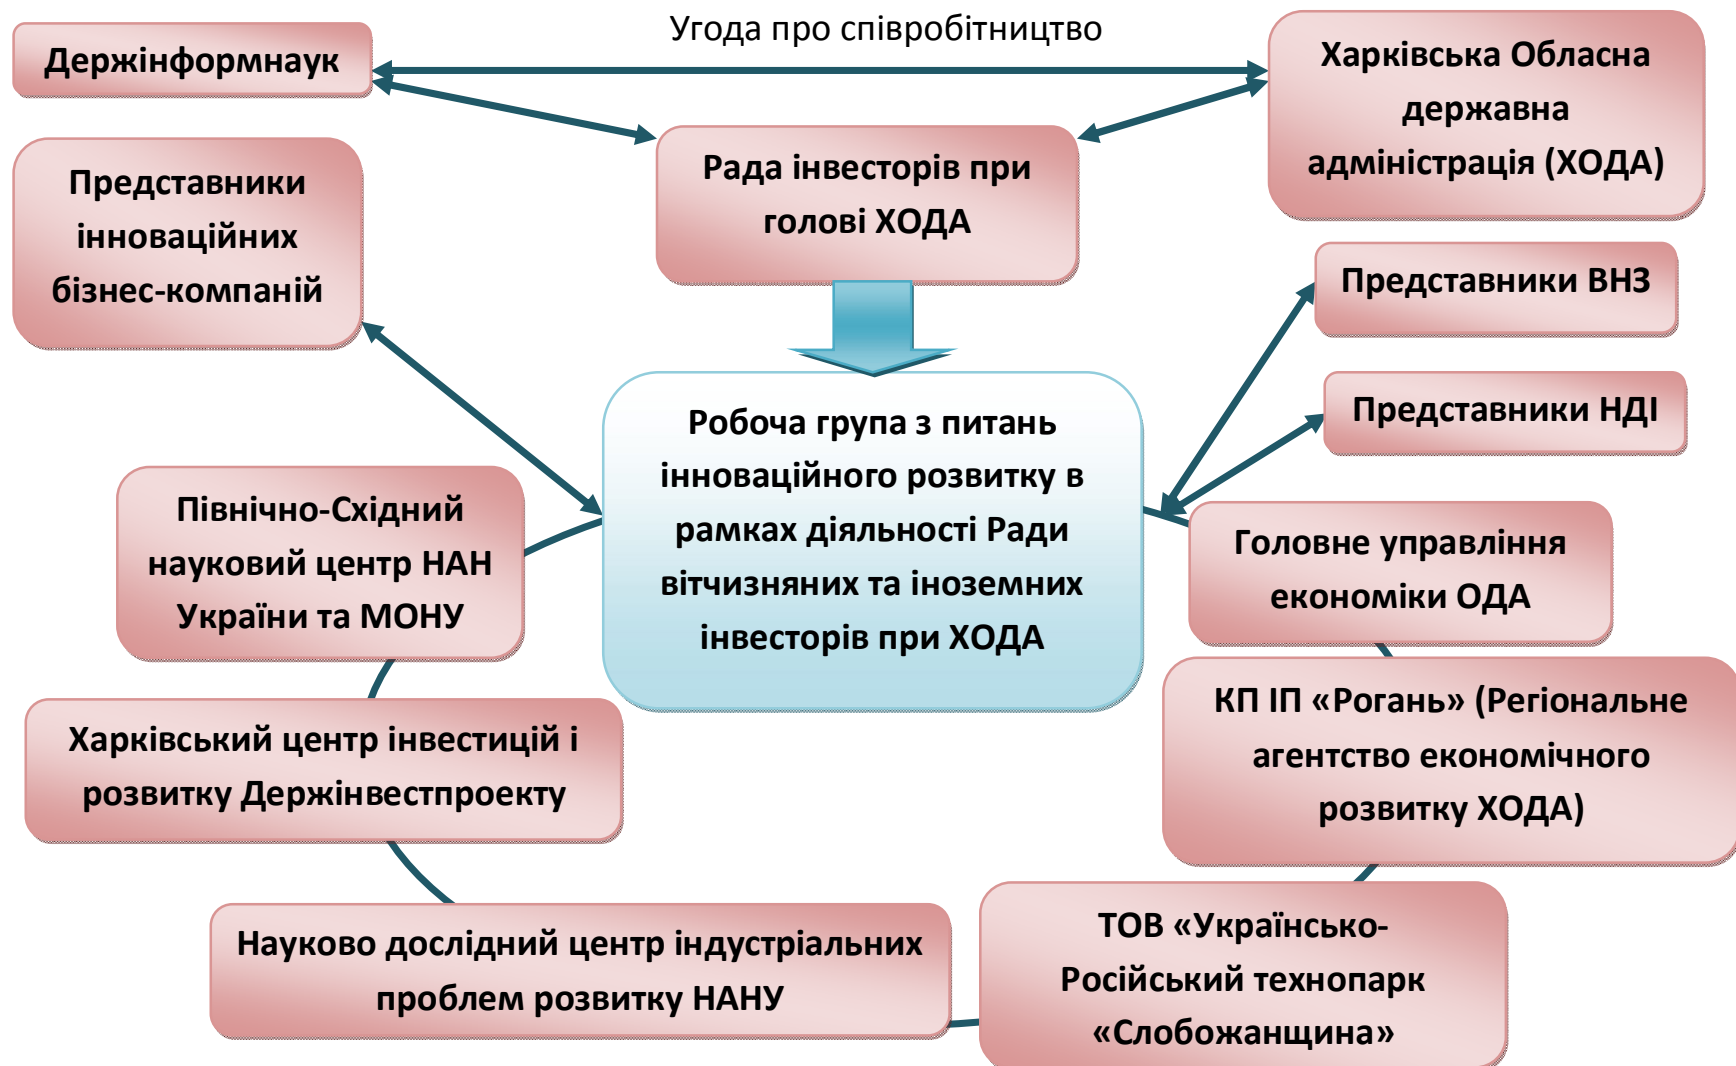 Угода про співробітництво
Держінформнаук
Харківська Обласна
державна
адміністрація (ХОДА)
Представники
інноваційних
бізнес-компаній
Рада інвесторів при
голові ХОДА
Представники ВНЗ
Представники НДІ
Робоча група з питань
інноваційного розвитку в
рамках діяльності Ради
вітчизняних та іноземних
інвесторів при ХОДА
Північно-Східний
науковий центр НАН
України та МОНУ
Головне управління
економіки ОДА
Харківський центр інвестицій і
розвитку Держінвестпроекту
КП ІП «Рогань» (Регіональне
агентство економічного
розвитку ХОДА)
Науково дослідний центр індустріальних
проблем розвитку НАНУ
ТОВ «Українсько-
Російський технопарк
«Слобожанщина»